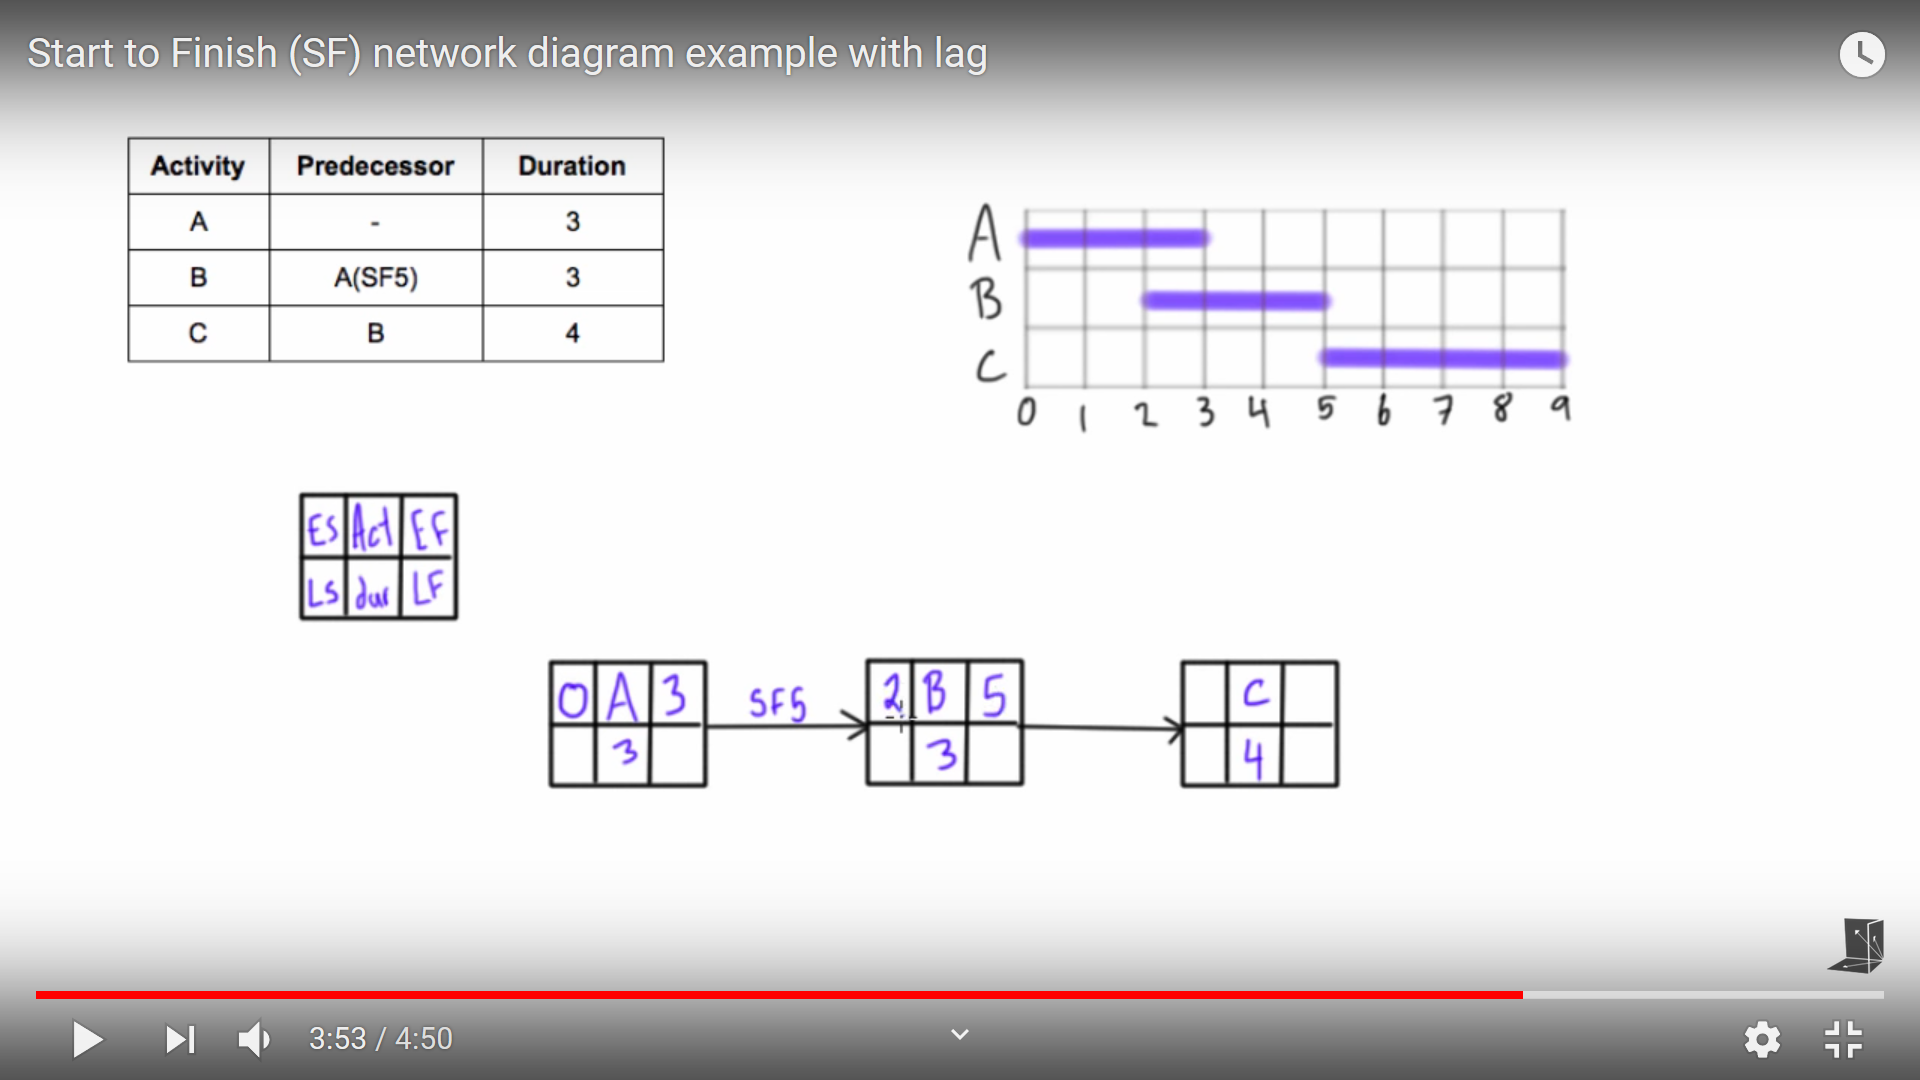 Start to Finish (SF) network diagram example with lag
Activity Predecessor Duration
A - 3
B A(SF5) 3
C B 4
A
B
C
0 1 2 3 4 5 6 7 8 9
ES Act EF
LS dur LF
0 A 3
3
SF5
2 B 5
3
C
4
3:53 / 4:50